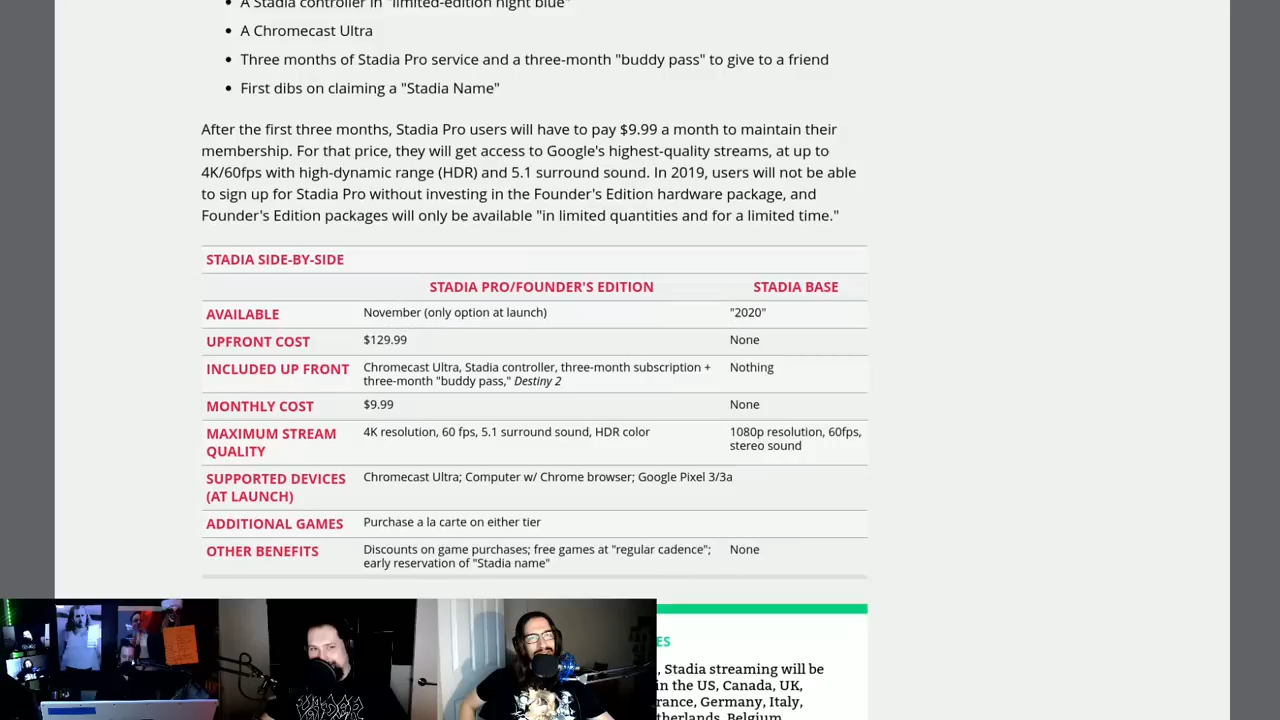 A Stadia controller in "limited-edition night blue"
A Chromecast Ultra
Three months of Stadia Pro service and a three-month "buddy pass" to give to a friend
First dibs on claiming a "Stadia Name"
After the first three months, Stadia Pro users will have to pay $9.99 a month to maintain their
membership. For that price, they will get access to Google's highest-quality streams, at up to
4K/60fps with high-dynamic range (HDR) and 5.1 surround sound. In 2019, users will not be able
to sign up for Stadia Pro without investing in the Founder's Edition hardware package, and
Founder's Edition packages will only be available "in limited quantities and for a limited time."
STADIA SIDE-BY-SIDE
STADIA PRO/FOUNDER'S EDITION STADIA BASE
AVAILABLE November (only option at launch) "2020"
UPFRONT COST $129.99 None
INCLUDED UP FRONT Chromecast Ultra, Stadia controller, three-month subscription + Nothing
three-month "buddy pass," Destiny 2
MONTHLY COST $9.99 None
MAXIMUM STREAM 4K resolution, 60 fps, 5.1 surround sound, HDR color 1080p resolution, 60fps,
QUALITY stereo sound
SUPPORTED DEVICES Chromecast Ultra; Computer w/ Chrome browser; Google Pixel 3/3a
(AT LAUNCH)
ADDITIONAL GAMES Purchase a la carte on either tier
OTHER BENEFITS Discounts on game purchases; free games at "regular cadence"; None
early reservation of "Stadia name"
ES
, Stadia streaming will be
in the US, Canada, UK,
rance, Germany, Italy,
therlands, Belgium,